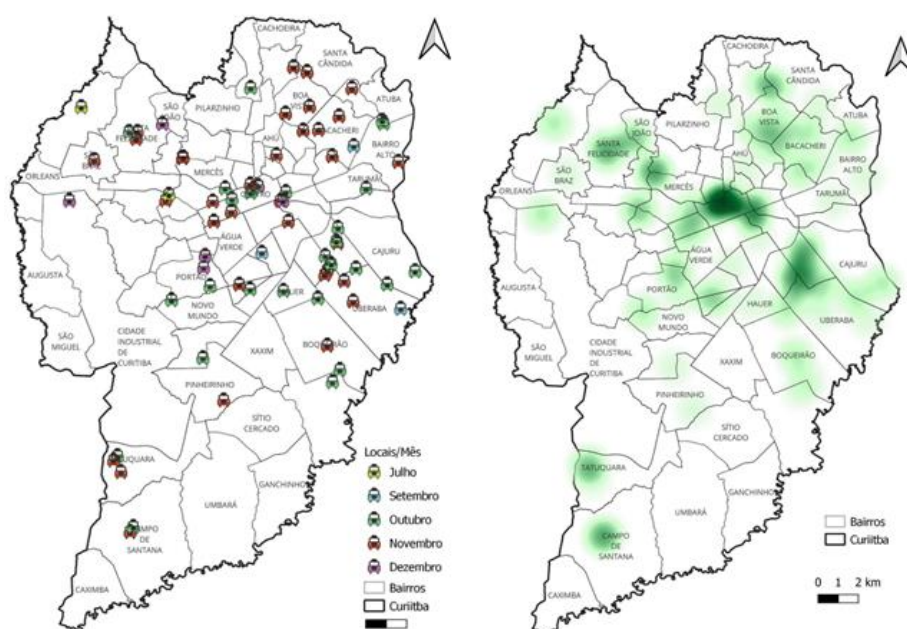 CACHOEIRA
SANTA
CÂNDIDA
BOA
VISTA
ATUBA
SÃO
JOÃO
PILARZINHO
BACACHERI
AHÚ
FELICIDADE
BAIRRO
ALTO
ORLEANS
MERCÊS
TARUMÃ
ÁGUA
VERDE
CAJURU
AUGUSTA
PORTÃO
NOVO
MUNDO
HAUER
UBERABA
SÃO
MIGUEL
CIDADE
INDUSTRIAL
DE
CURITIBA
XAXIM
BOQUEIRÃO
PINHEIRINHO
SÍTIO
CERCADO
TATUQUARA
GANCHINHO
UMBARÁ
CAMPO
DE
SANTANA
CAXIMBA
Locais/Mês
Julho
Setembro
Outubro
Novembro
Dezembro
Bairros
Curiitba
CACHOEIRA
SANTA
CÂNDIDA
BOA
VISTA
ATUBA
SÃO
JOÃO
PILARZINHO
BACACHERI
SANTA
FELICIDADE
AHÚ
BAIRRO
ALTO
ORLEANS
SÃO
BRAZ
MERCÊS
TARUMÃ
ÁGUA
VERDE
CAJURU
AUGUSTA
PORTÃO
HAUER
UBERABA
NOVO
MUNDO
SÃO
MIGUEL
CIDADE
INDUSTRIAL
DE
CURITIBA
XAXIM
BOQUEIRÃO
PINHEIRINHO
SÍTIO
CERCADO
TATUQUARA
GANCHINHO
UMBARÁ
CAMPO
DE
SANTANA
CAXIMBA
Bairros
Curiitba
0 1 2 km